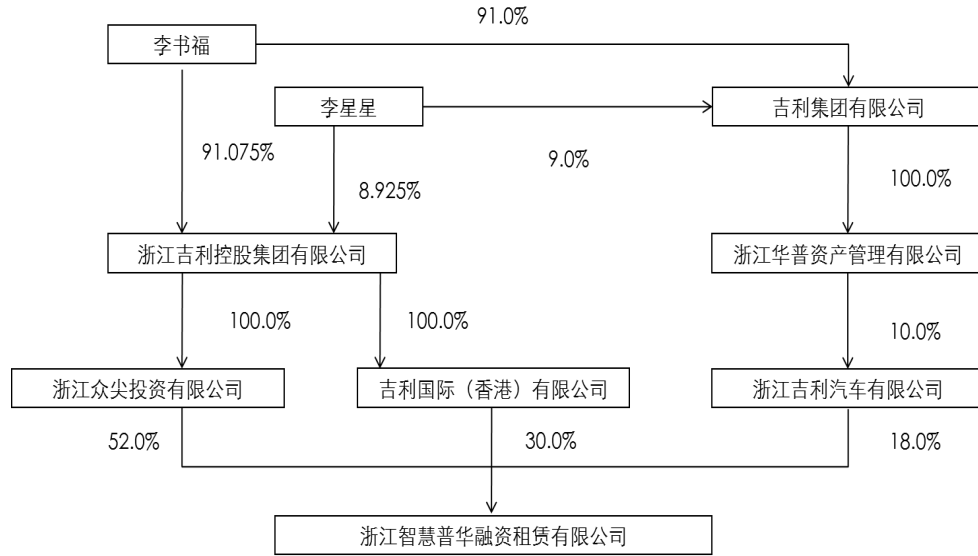 91.0%
李书福
李星星
吉利集团有限公司
91.075%
9.0%
8.925%
100.0%
浙江吉利控股集团有限公司
浙江华普资产管理有限公司
100.0%
100.0%
10.0%
浙江众尖投资有限公司
吉利国际（香港）有限公司
浙江吉利汽车有限公司
52.0%
30.0%
18.0%
浙江智慧普华融资租赁有限公司